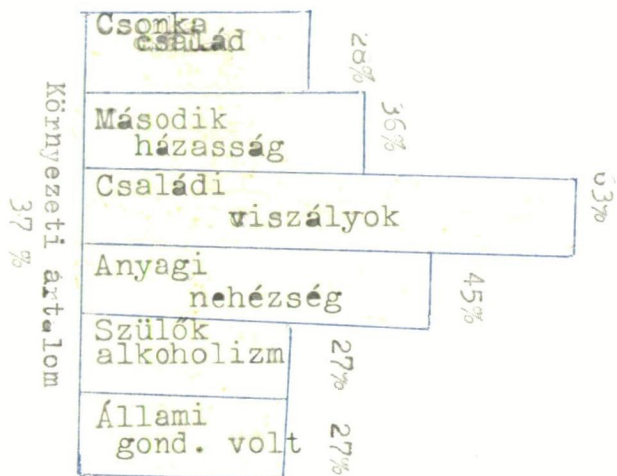 Csonka
család
28%
Második
házasság
36%
Családi
viszályok
63%
Anyagi
nehézség
45%
Szülők
alkoholizm
27%
Állami
gond. volt
27%
Környezeti ártalom
37 %